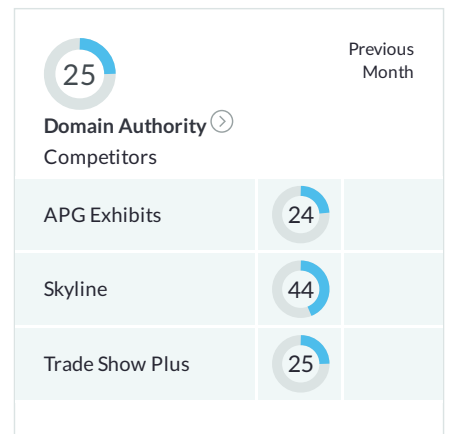 25
Previous
Month
Domain Authority
Competitors
APG Exhibits 24
Skyline 44
Trade Show Plus 25